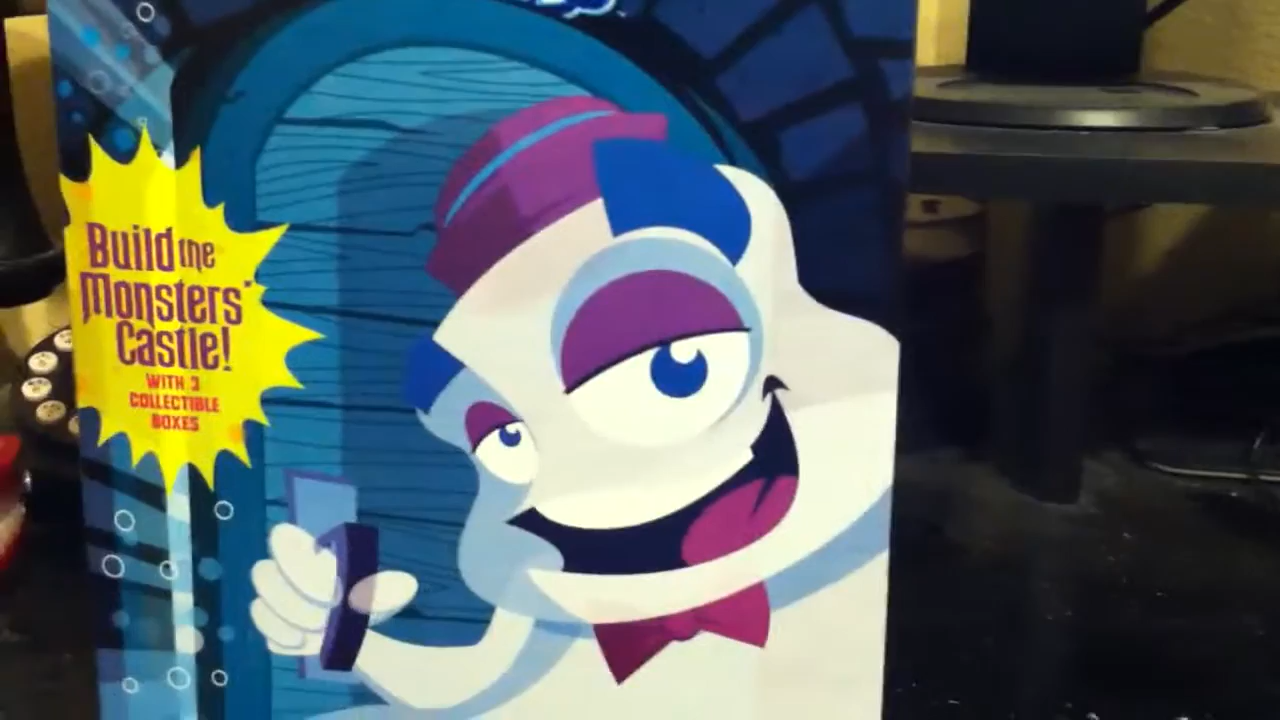 Build the
Monsters'
Castle!
WITH 3
COLLECTIBLE
BOXES